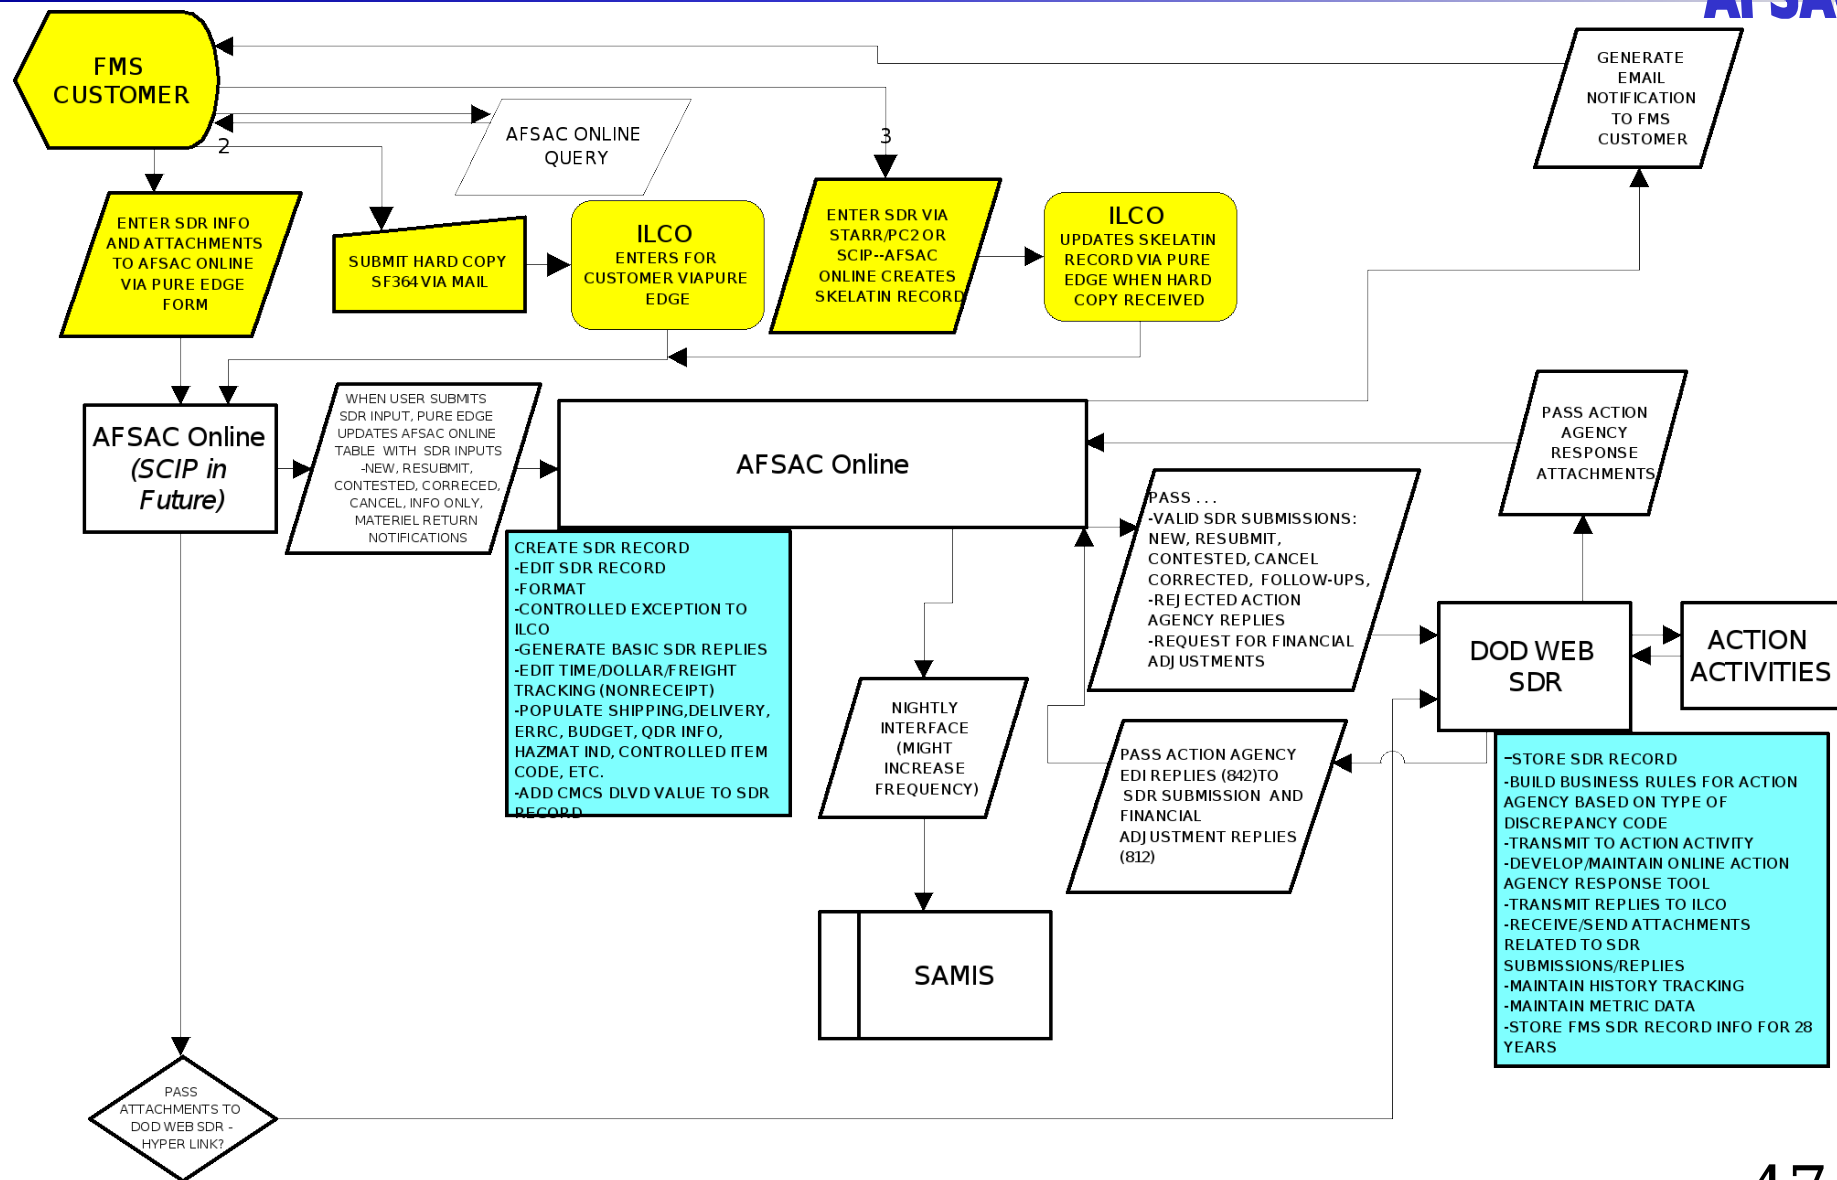 AFSAC
FMS
CUSTOMER
GENERATE
EMAIL
NOTIFICATION
TO FMS
CUSTOMER
AFSAC ONLINE
QUERY
2
3
ENTER SDR INFO
AND ATTACHMENTS
TO AFSAC ONLINE
VIA PURE EDGE
FORM
SUBMIT HARD COPY
SF364 VIA MAIL
ILCO
ENTERS FOR
CUSTOMER VIAPURE
EDGE
ENTER SDR VIA
STARR/PC2 OR
SCIP--AFSAC
ONLINE CREATES
SKELATIN RECORD
ILCO
UPDATES SKELATIN
RECORD VIA PURE
EDGE WHEN HARD
COPY RECEIVED
AFSAC Online
(SCIP in
Future)
WHEN USER SUBMITS
SDR INPUT, PURE EDGE
UPDATES AFSAC ONLINE
TABLE WITH SDR INPUTS
-NEW, RESUBMIT,
CONTESTED, CORRECED,
CANCEL, INFO ONLY,
MATERIEL RETURN
NOTIFICATIONS
AFSAC Online
PASS ACTION
AGENCY
RESPONSE
ATTACHMENTS
PASS . . .
-VALID SDR SUBMISSIONS:
NEW, RESUBMIT,
CONTESTED, CANCEL
CORRECTED, FOLLOW-UPS,
-REJECTED ACTION
AGENCY REPLIES
-REQUEST FOR FINANCIAL
ADJUSTMENTS
CREATE SDR RECORD
-EDIT SDR RECORD
-FORMAT
-CONTROLLED EXCEPTION TO
ILCO
-GENERATE BASIC SDR REPLIES
-EDIT TIME/DOLLAR/FREIGHT
TRACKING (NONRECEIPT)
-POPULATE SHIPPING,DELIVERY,
ERRC, BUDGET, QDR INFO,
HAZMAT IND, CONTROLLED ITEM
CODE, ETC.
-ADD CMCS DLVD VALUE TO SDR
RECORD
DOD WEB
SDR
ACTION
ACTIVITIES
NIGHTLY
INTERFACE
(MIGHT
INCREASE
FREQUENCY)
PASS ACTION AGENCY
EDI REPLIES (842)TO
SDR SUBMISSION AND
FINANCIAL
ADJUSTMENT REPLIES
(812)
-STORE SDR RECORD
-BUILD BUSINESS RULES FOR ACTION
AGENCY BASED ON TYPE OF
DISCREPANCY CODE
-TRANSMIT TO ACTION ACTIVITY
-DEVELOP/MAINTAIN ONLINE ACTION
AGENCY RESPONSE TOOL
-TRANSMIT REPLIES TO ILCO
-RECEIVE/SEND ATTACHMENTS
RELATED TO SDR
SUBMISSIONS/REPLIES
-MAINTAIN HISTORY TRACKING
-MAINTAIN METRIC DATA
-STORE FMS SDR RECORD INFO FOR 28
YEARS
SAMIS
PASS
ATTACHMENTS TO
DOD WEB SDR -
HYPER LINK?
47